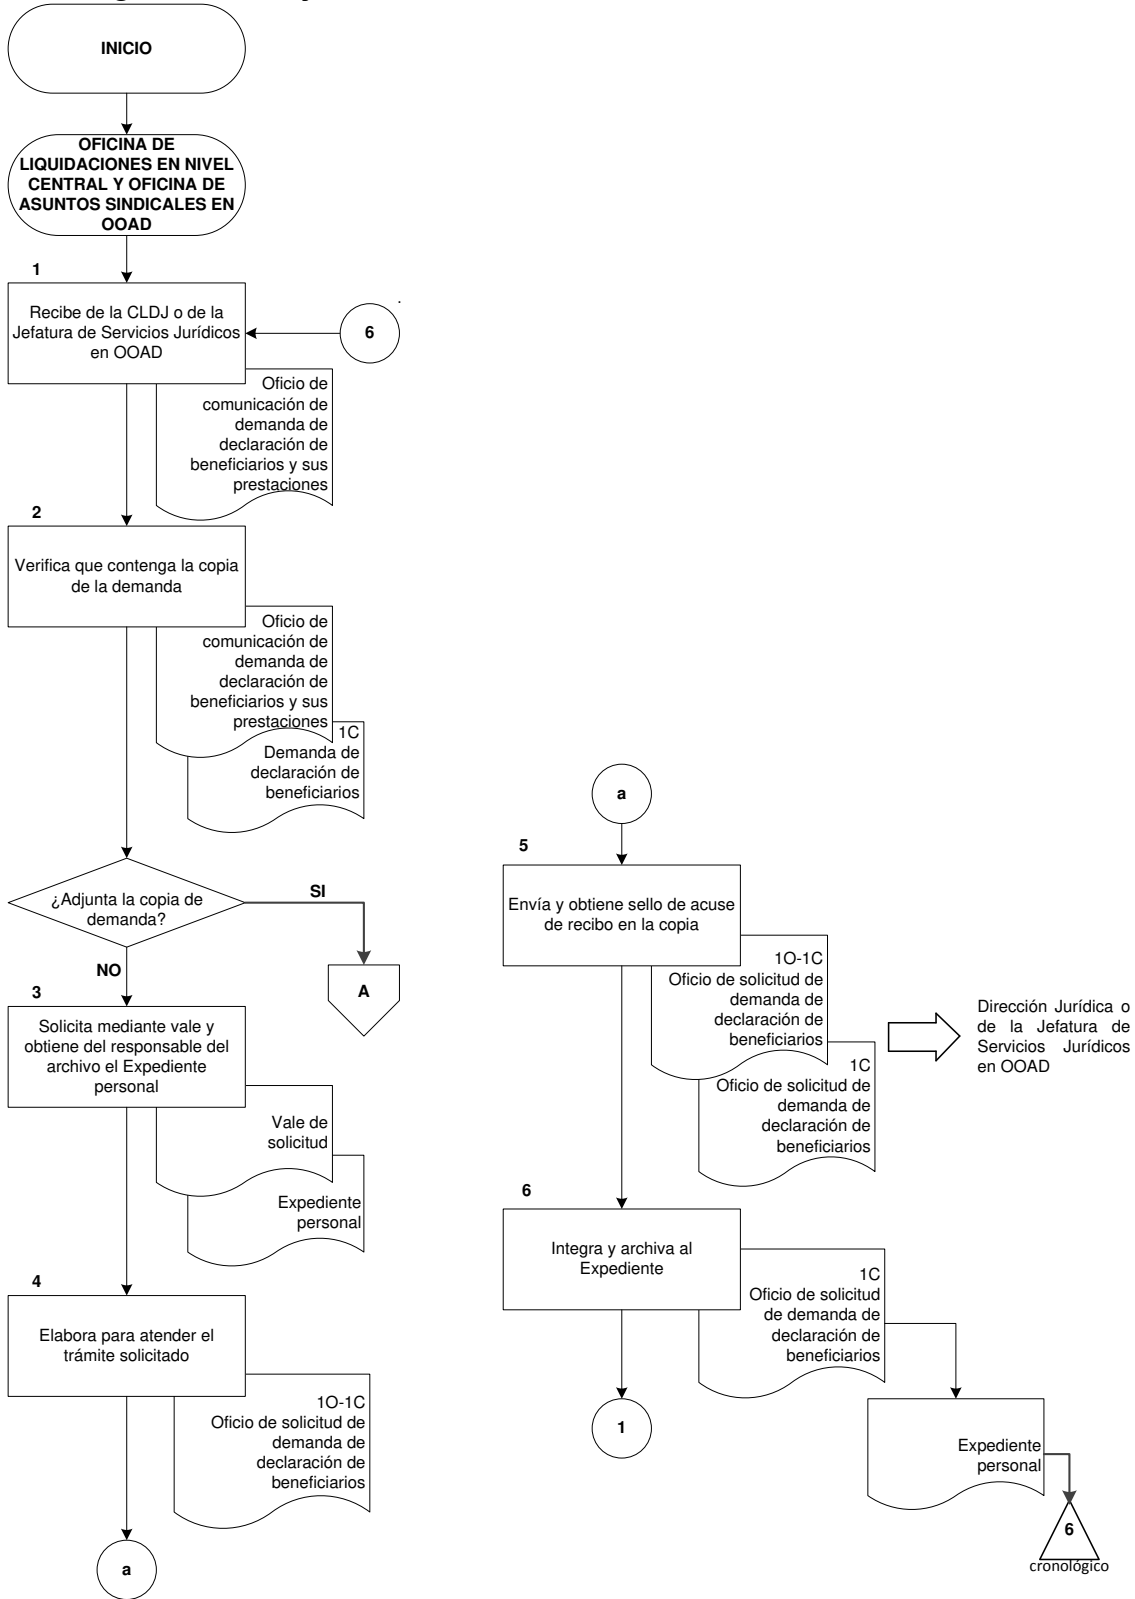 INICIO
OFICINA DE
LIQUIDACIONES EN NIVEL
CENTRAL Y OFICINA DE
ASUNTOS SINDICALES EN
OOAD
1
Recibe de la CLDJ o de la
Jefatura de Servicios Jurídicos
en OOAD
6
Oficio de
comunicación de
demanda de
declaración de
beneficiarios y sus
prestaciones
2
Verifica que contenga la copia
de la demanda
Oficio de
comunicación de
demanda de
declaración de
beneficiarios y sus
prestaciones
1C
Demanda de
declaración de
beneficiarios
¿Adjunta la copia de
demanda?
SI
A
NO
3
Solicita mediante vale y
obtiene del responsable del
archivo el Expediente
personal
Vale de
solicitud
Expediente
personal
4
Elabora para atender el
trámite solicitado
1O-1C
Oficio de solicitud de
demanda de
declaración de
beneficiarios
a
a
5
Envía y obtiene sello de acuse
de recibo en la copia
1O-1C
Oficio de solicitud de
demanda de
declaración de
beneficiarios
1C
Oficio de solicitud de
demanda de
declaración de
beneficiarios
Dirección Jurídica o
de la Jefatura de
Servicios Jurídicos
en OOAD
6
Integra y archiva al
Expediente
1C
Oficio de solicitud
de demanda de
declaración de
beneficiarios
1
Expediente
personal
6
cronológico